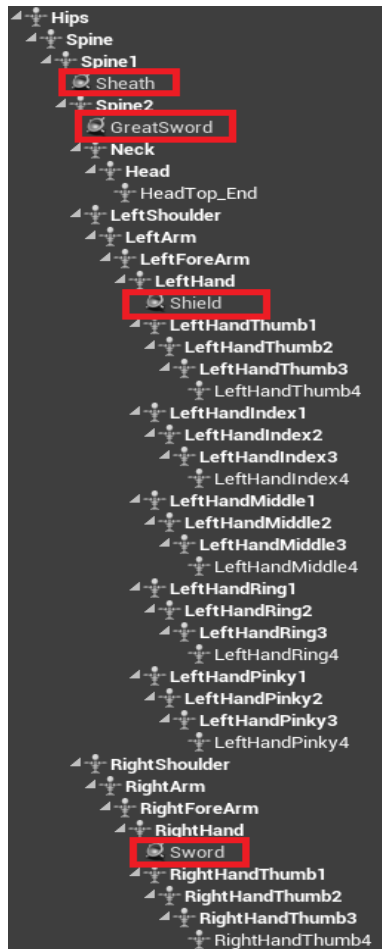 Hips
Spine
Spine1
Sheath
Spine2
GreatSword
Neck
Head
HeadTop_End
LeftShoulder
LeftArm
LeftForeArm
LeftHand
Shield
LeftHandThumb1
LeftHandThumb2
LeftHandThumb3
LeftHandThumb4
LeftHandIndex1
LeftHandIndex2
LeftHandIndex3
LeftHandIndex4
LeftHandMiddle1
LeftHandMiddle2
LeftHandMiddle3
LeftHandMiddle4
LeftHandRing1
LeftHandRing2
LeftHandRing3
LeftHandRing4
LeftHandPinky1
LeftHandPinky2
LeftHandPinky3
LeftHandPinky4
RightShoulder
RightArm
RightForeArm
RightHand
Sword
RightHandThumb1
RightHandThumb2
RightHandThumb3
RightHandThumb4